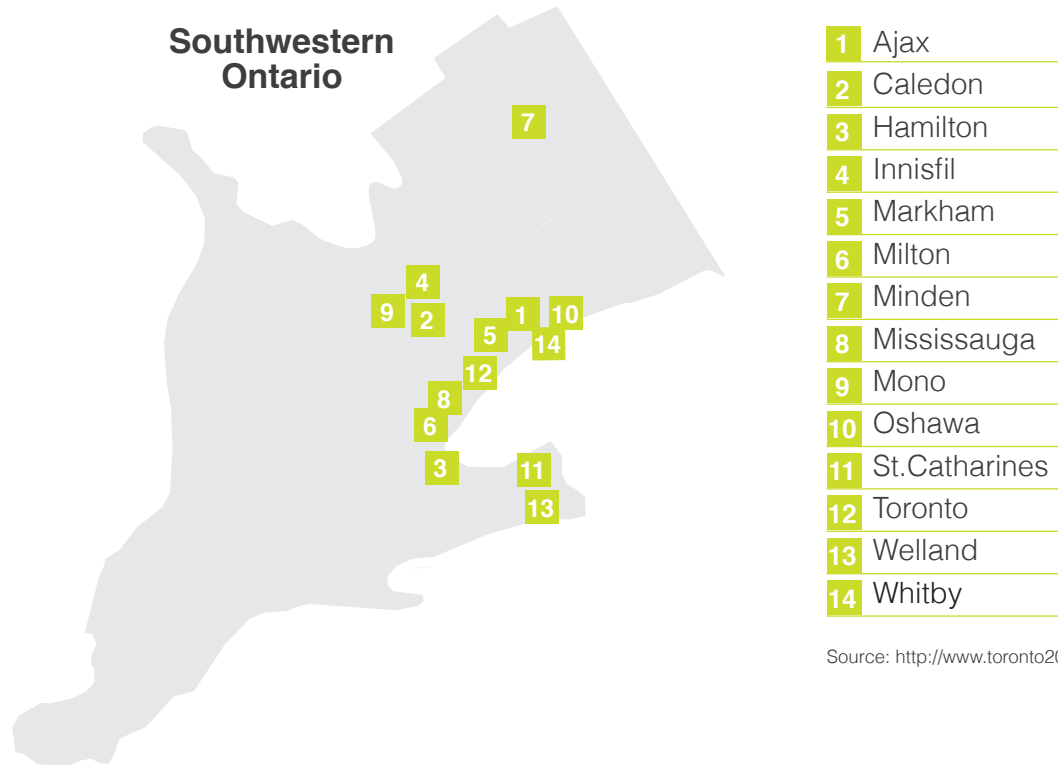 Southwestern
Ontario
7
4
9
2
1
10
5
14
12
8
6
3
11
13
1 Ajax
2 Caledon
3 Hamilton
4 Innisfil
5 Markham
6 Milton
7 Minden
8 Mississauga
9 Mono
10 Oshawa
11 St.Catharines
12 Toronto
13 Welland
14 Whitby
Source: http://www.toronto20